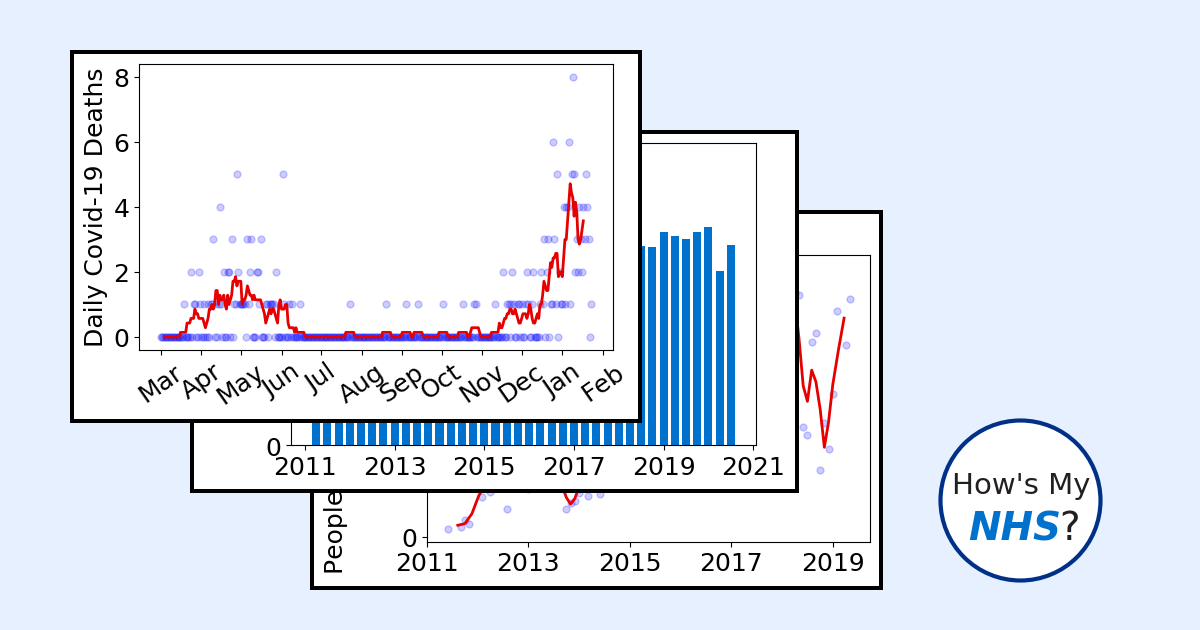 Daily Covid-19 Deaths
8
6
4
2
0
Mar Apr May Jun Jul Aug Sep Oct Nov Dec Jan Feb
0
2011 2013 2015 2017 2019 2021
People
0
2011 2013 2015 2017 2019
How's My
NHS?